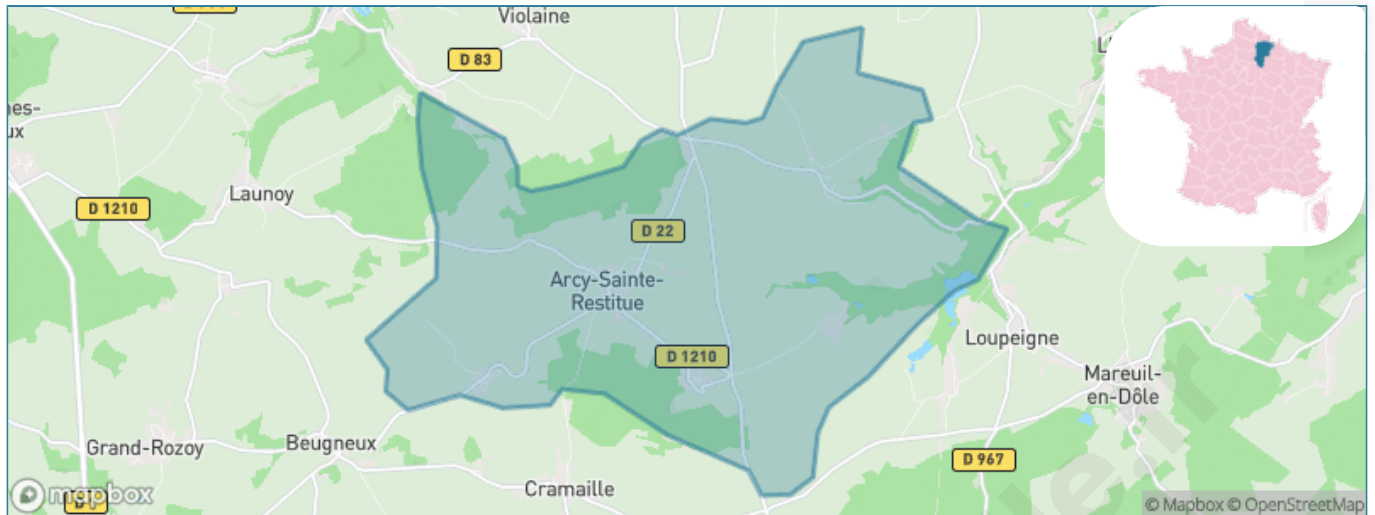 Violaine
D 83
Launoy
D 1210
D 22
Arcy-Sainte-
Restitue
D 1210
Loupeigne
Mareuil-
en-Dôle
Grand-Rozoy
Beugneux
D 967
Cramaille
mapbox
© Mapbox © OpenStreetMap